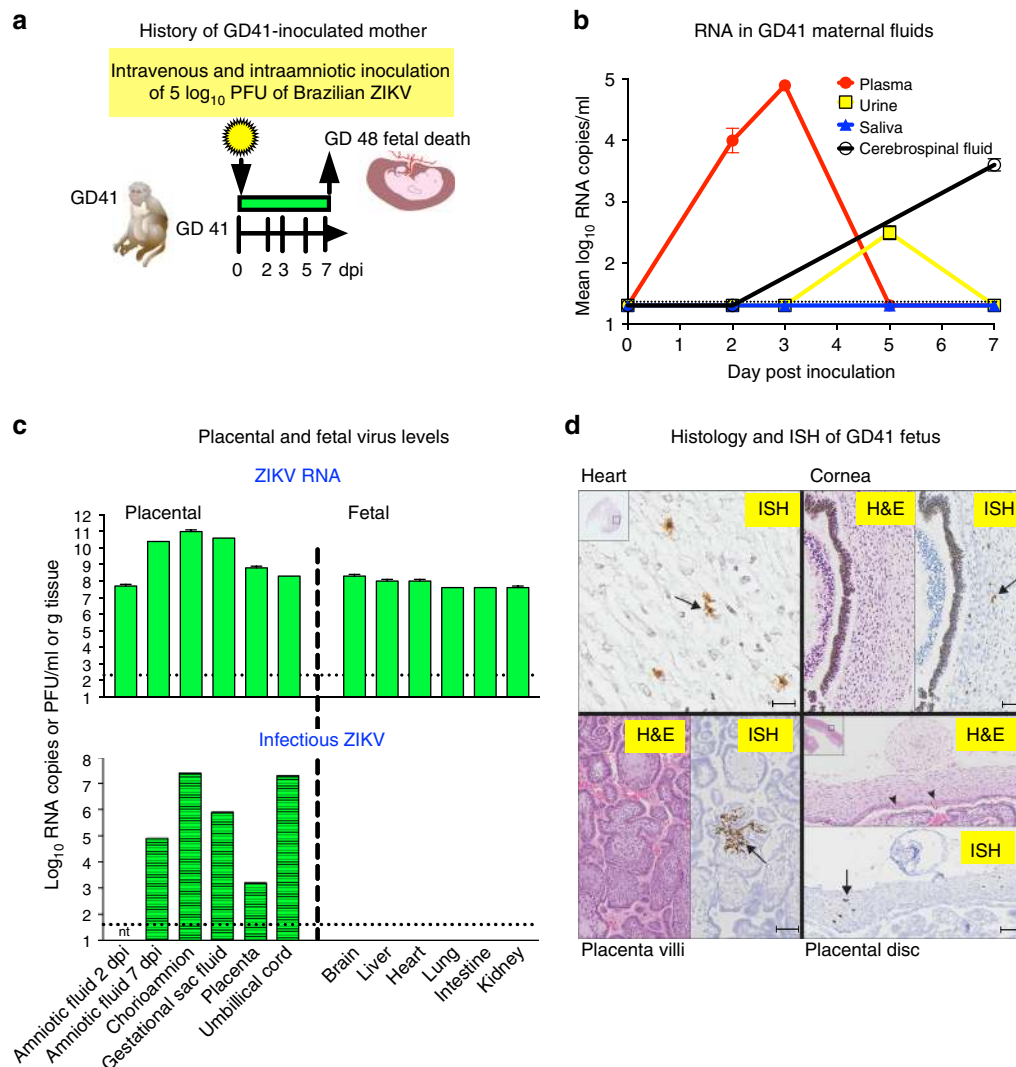 a
History of GD41-inoculated mother
Intravenous and intraamniotic inoculation
of 5 log10 PFU of Brazilian ZIKV
GD 48 fetal death
GD41
GD 41
0 2 3 5 7 dpi
b
RNA in GD41 maternal fluids
Mean log10 RNA copies/ml
5
4
3
2
1
Plasma
Urine
Saliva
Cerebrospinal fluid
0 1 2 3 4 5 6 7
Day post inoculation
c
Placental and fetal virus levels
ZIKV RNA
Log10 RNA copies or PFU/ml or g tissue
Placental Fetal
12
11
10
9
8
7
6
5
4
3
2
1
Infectious ZIKV
8
7
6
5
4
3
2
1
nt
Amniotic fluid 2 dpi
Amniotic fluid 7 dpi
Chorioamnion
Gestational sac fluid
Placenta
Umbillical cord
Brain
Liver
Heart
Lung
Intestine
Kidney
d
Histology and ISH of GD41 fetus
Heart Cornea
ISH H&E ISH
H&E ISH H&E
ISH
Placenta villi Placental disc